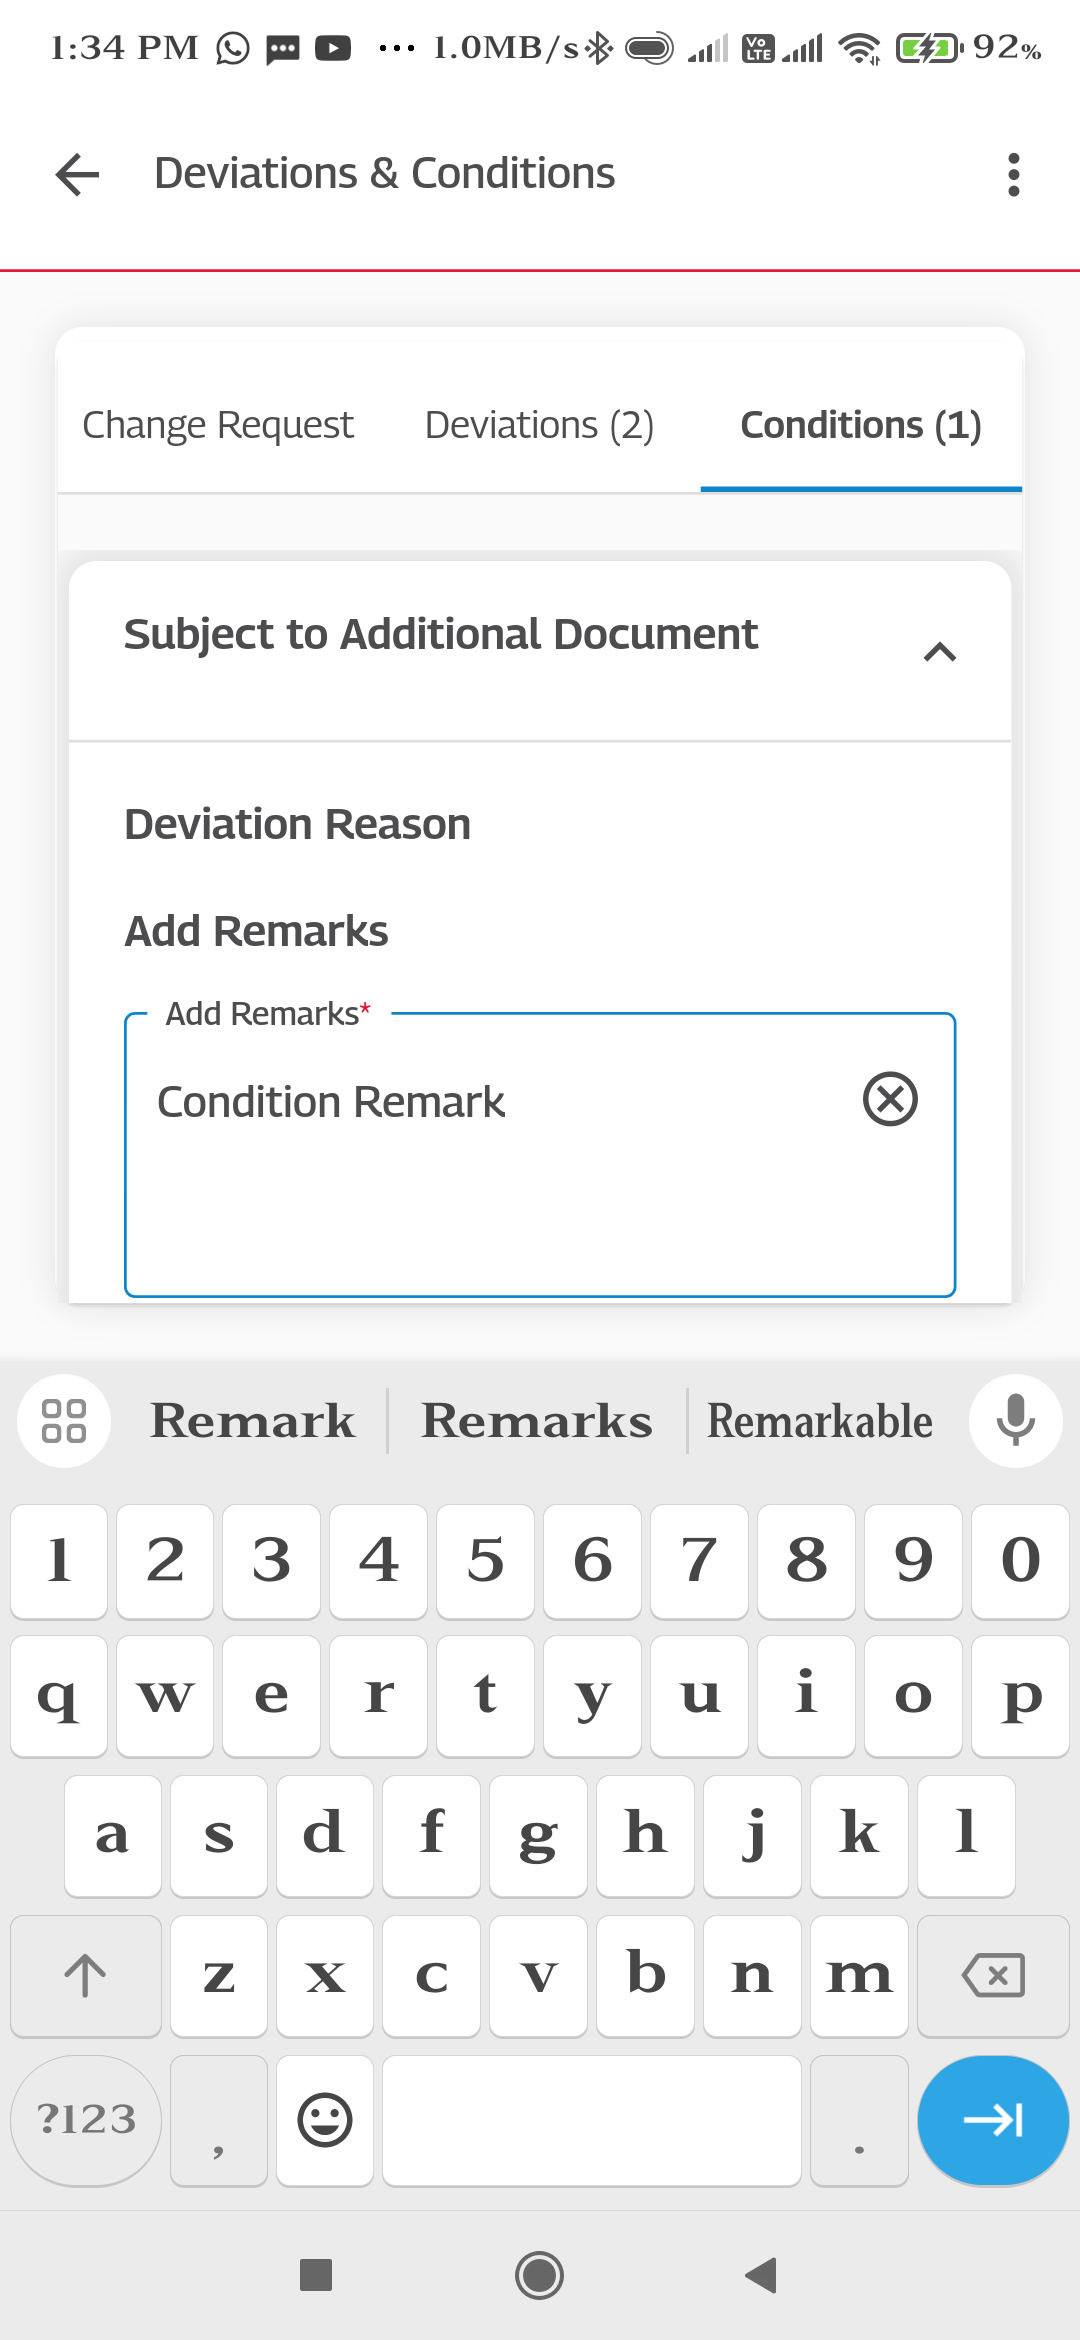 1:34 PM ... 1.0MB/s Vo LTE 92%
Deviations & Conditions
Change Request Deviations (2) Conditions (1)
Subject to Additional Document
Deviation Reason
Add Remarks
Add Remarks*
Condition Remark
Remark Remarks Remarkable
1 2 3 4 5 6 7 8 9 0
q w e r t y u i o p
a s d f g h j k l
z x c v b n m
?123 , .